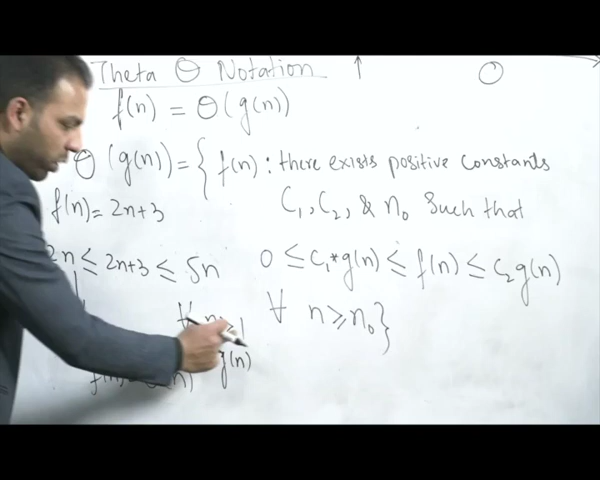 Theta Θ Notation
f(n) = Θ(g(n))
Θ(g(n)) = { f(n) : there exists positive constants
f(n) = 2n+3 C₁, C₂, & n₀ Such that
2n ≤ 2n+3 ≤ 5n 0 ≤ C₁*g(n) ≤ f(n) ≤ C₂g(n)
∀ ∀ n ≥ n₀}
g(n)